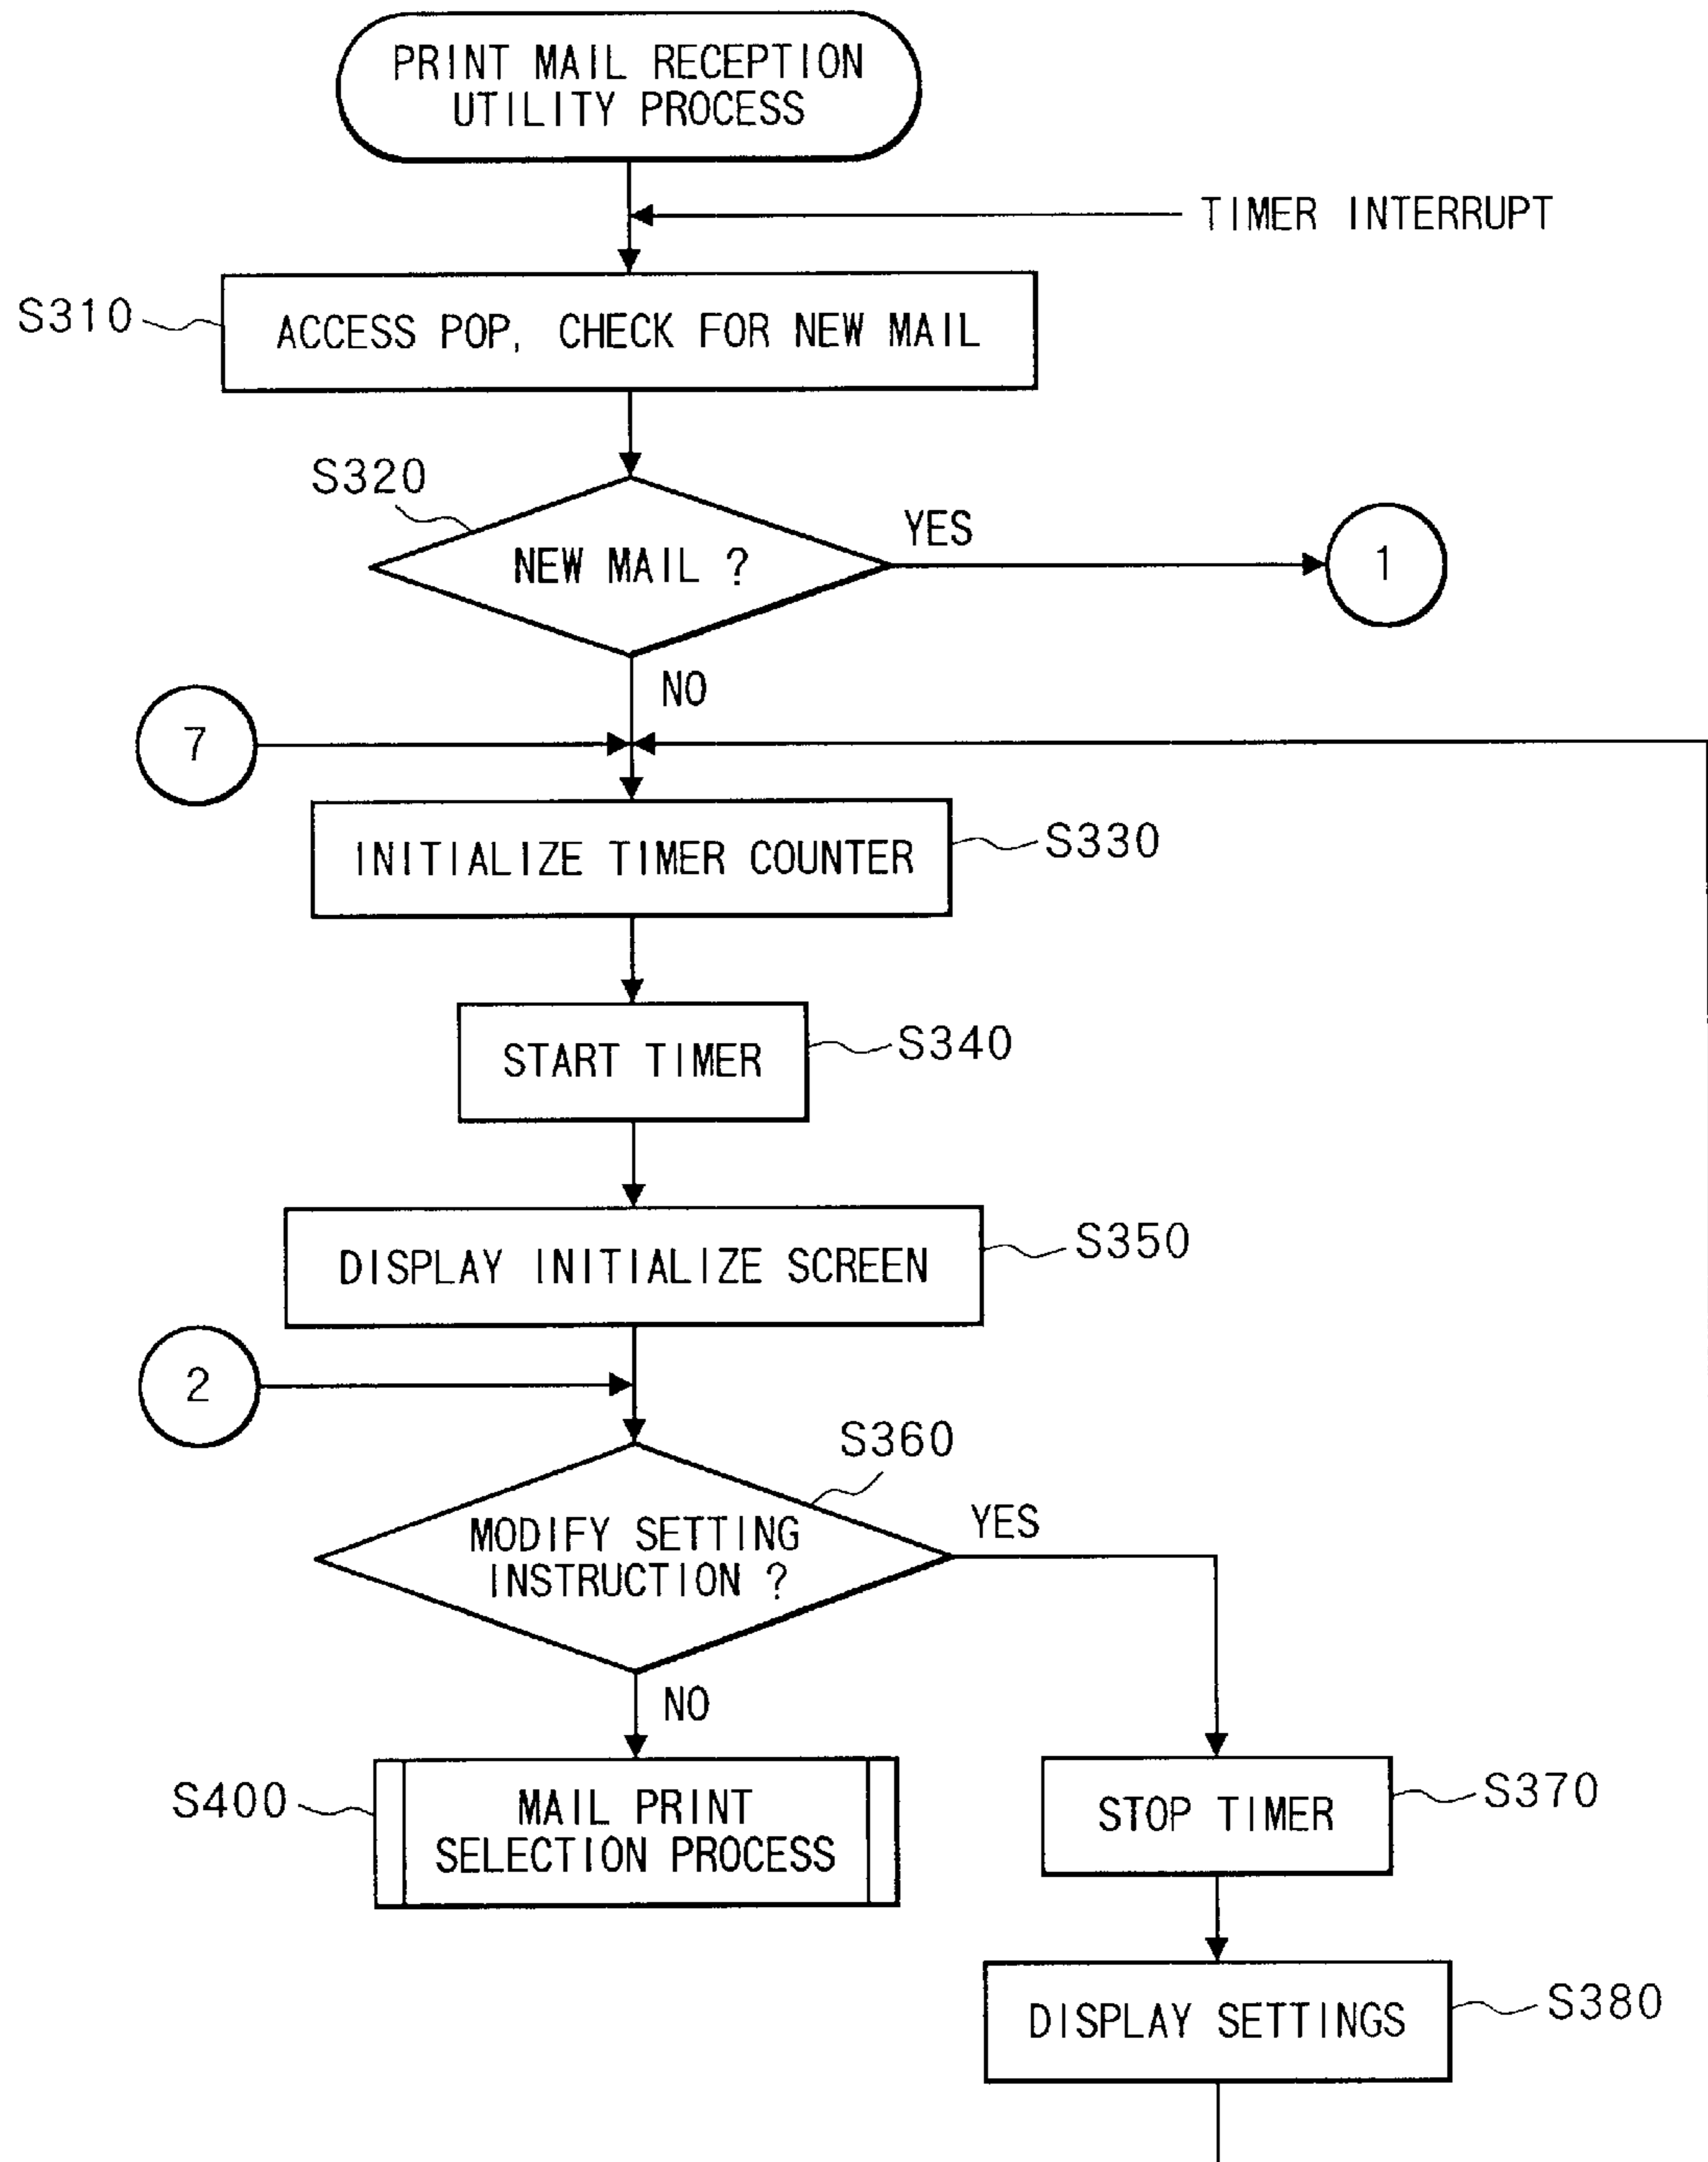 PRINT MAIL RECEPTION
UTILITY PROCESS
TIMER INTERRUPT
S310
ACCESS POP, CHECK FOR NEW MAIL
S320
NEW MAIL ?
YES
1
NO
7
INITIALIZE TIMER COUNTER
S330
START TIMER
S340
DISPLAY INITIALIZE SCREEN
S350
2
S360
MODIFY SETTING
INSTRUCTION ?
YES
NO
S400
MAIL PRINT
SELECTION PROCESS
STOP TIMER
S370
DISPLAY SETTINGS
S380